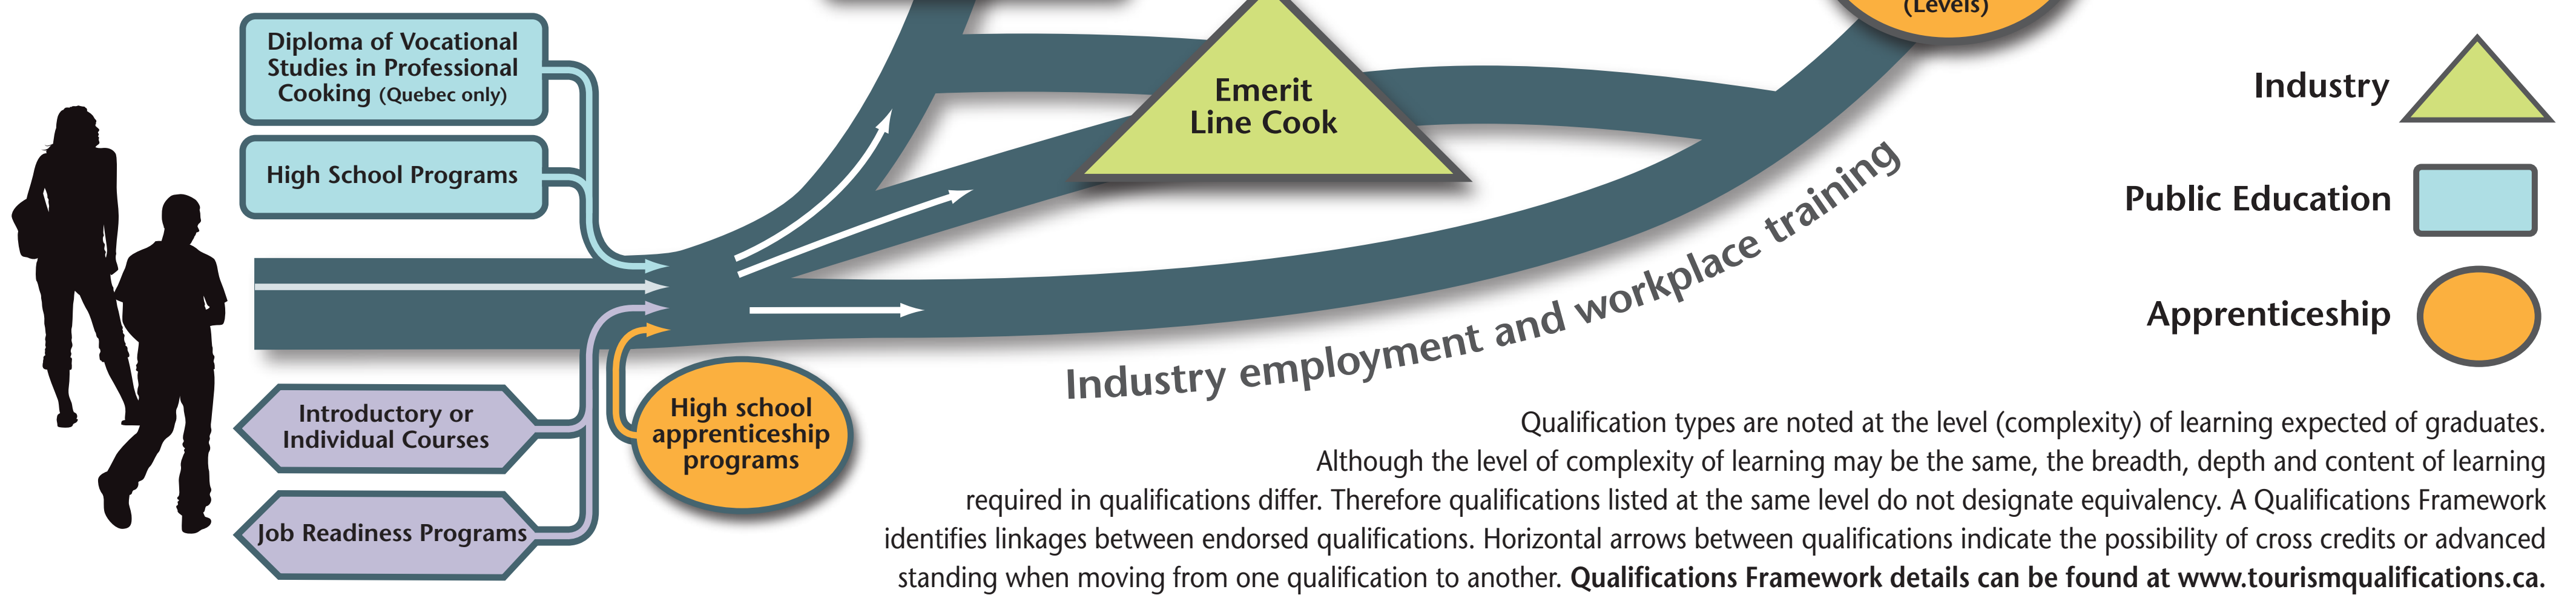 (Levels)
Diploma of Vocational
Studies in Professional
Cooking (Quebec only)
High School Programs
Emerit
Line Cook
Industry
Public Education
Apprenticeship
Industry employment and workplace training
Introductory or
Individual Courses
Job Readiness Programs
High school
apprenticeship
programs
Qualification types are noted at the level (complexity) of learning expected of graduates.
Although the level of complexity of learning may be the same, the breadth, depth and content of learning
required in qualifications differ. Therefore qualifications listed at the same level do not designate equivalency. A Qualifications Framework
identifies linkages between endorsed qualifications. Horizontal arrows between qualifications indicate the possibility of cross credits or advanced
standing when moving from one qualification to another. Qualifications Framework details can be found at www.tourismqualifications.ca.